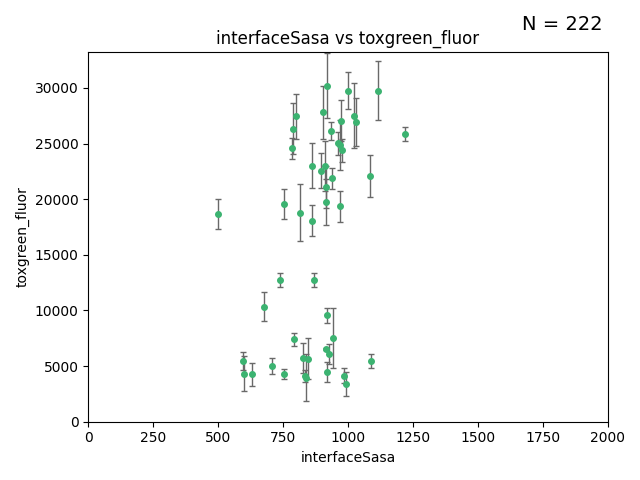 N = 222
interfaceSasa vs toxgreen_fluor
toxgreen_fluor
30000
25000
20000
15000
10000
5000
0
0 250 500 750 1000 1250 1500 1750 2000
interfaceSasa